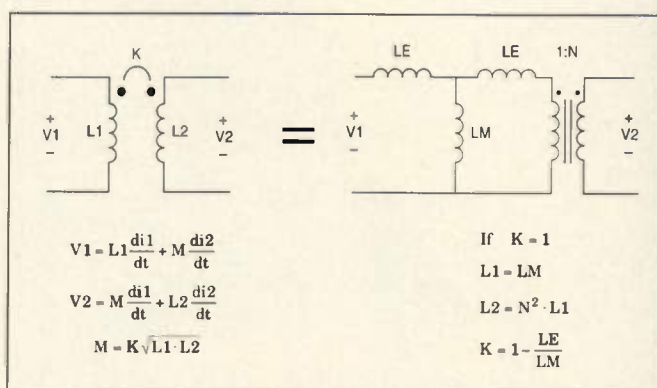 K
+
V1
−
L1
L2
+
V2
−
=
LE
LE
1:N
+
V1
−
LM
+
V2
−
V1 = L1 di1/dt + M di2/dt
V2 = M di1/dt + L2 di2/dt
M = K√L1·L2
If K = 1
L1 = LM
L2 = N²·L1
K = 1 − LE/LM